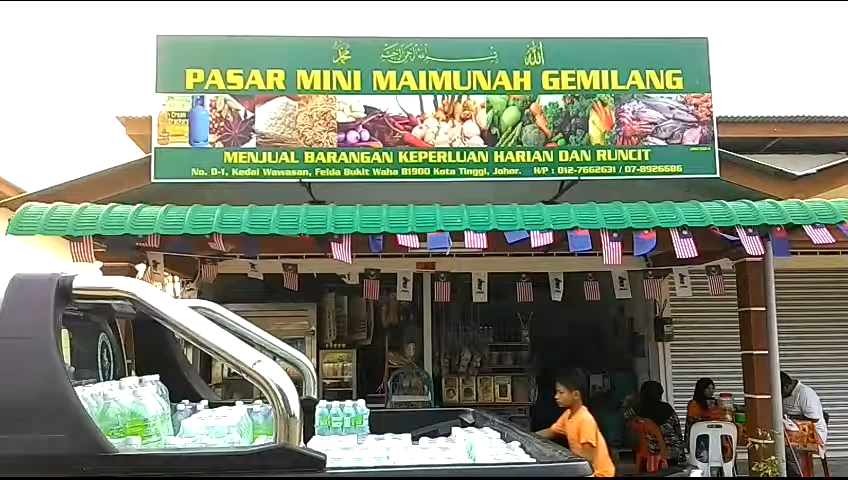 محمد بسم الله الرحمن الرحيم الله
PASAR MINI MAIMUNAH GEMILANG
MENJUAL BARANGAN KEPERLUAN HARIAN DAN RUNCIT
No. D-1, Kedai Wawasan, Felda Bukit Waha 81900 Kota Tinggi, Johor. H/P : 012-7662631 / 07-8926686